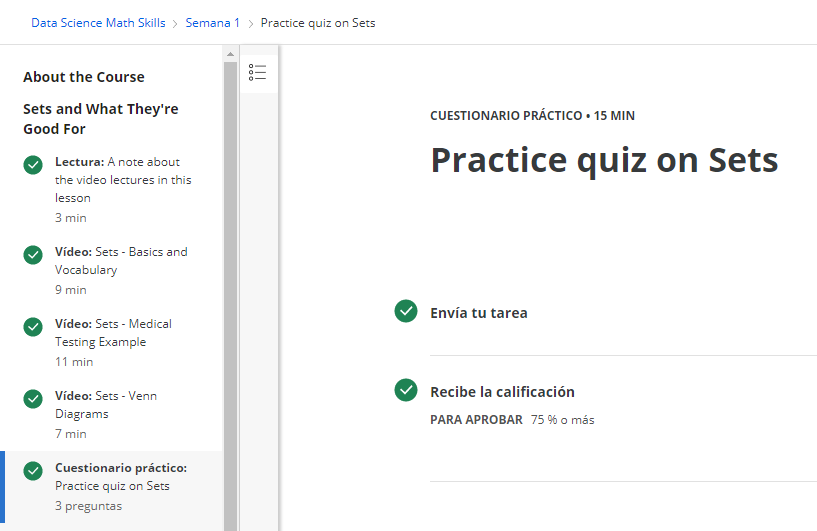 Data Science Math Skills > Semana 1 > Practice quiz on Sets
About the Course
Sets and What They're
Good For
Lectura: A note about
the video lectures in this
lesson
3 min
Vídeo: Sets - Basics and
Vocabulary
9 min
Vídeo: Sets - Medical
Testing Example
11 min
Vídeo: Sets - Venn
Diagrams
7 min
Cuestionario práctico:
Practice quiz on Sets
3 preguntas
CUESTIONARIO PRÁCTICO • 15 MIN
Practice quiz on Sets
Envía tu tarea
Recibe la calificación
PARA APROBAR 75 % o más